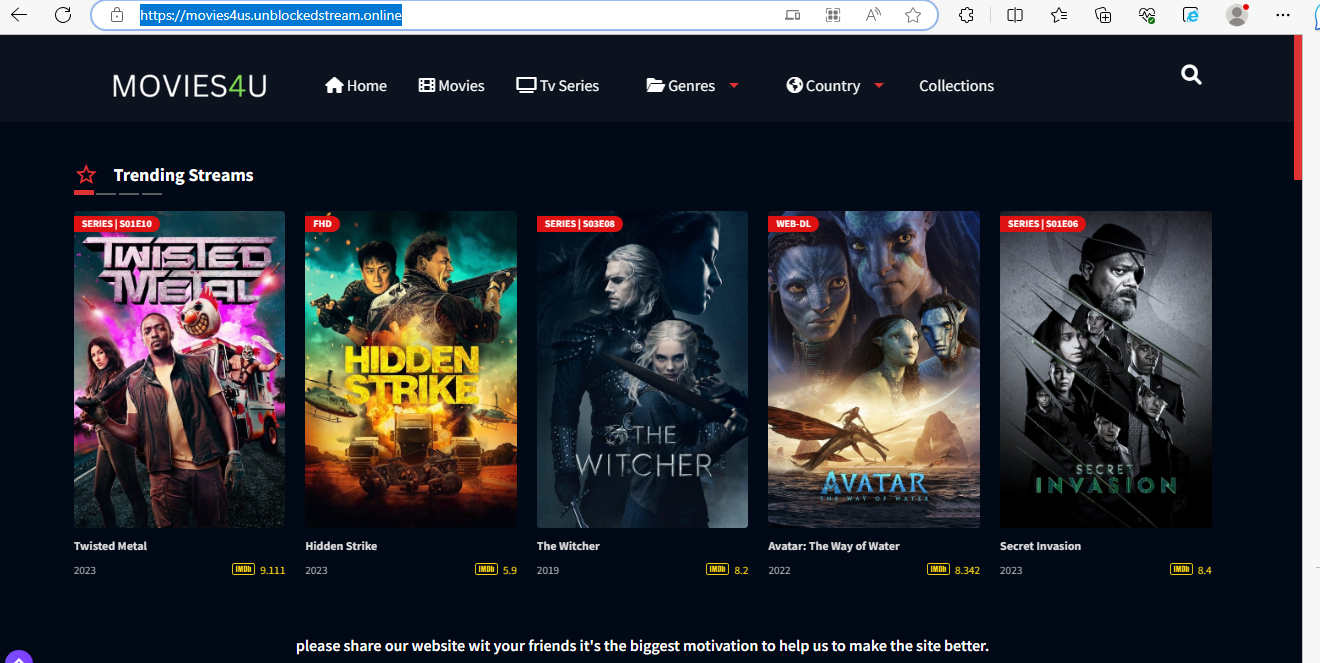 https://movies4us.unblockedstream.online
MOVIES4U
Home
Movies
Tv Series
Genres
Country
Collections
Trending Streams
SERIES | S01E10
FHD
SERIES | S03E08
WEB-DL
SERIES | S01E06
TWISTED
METAL
HIDDEN
STRIKE
THE
WITCHER
AVATAR
THE WAY OF WATER
SECRET
INVASION
Twisted Metal
Hidden Strike
The Witcher
Avatar: The Way of Water
Secret Invasion
2023
IMDb 9.111
2023
IMDb 5.9
2019
IMDb 8.2
2022
IMDb 8.342
2023
IMDb 8.4
please share our website wit your friends it's the biggest motivation to help us to make the site better.